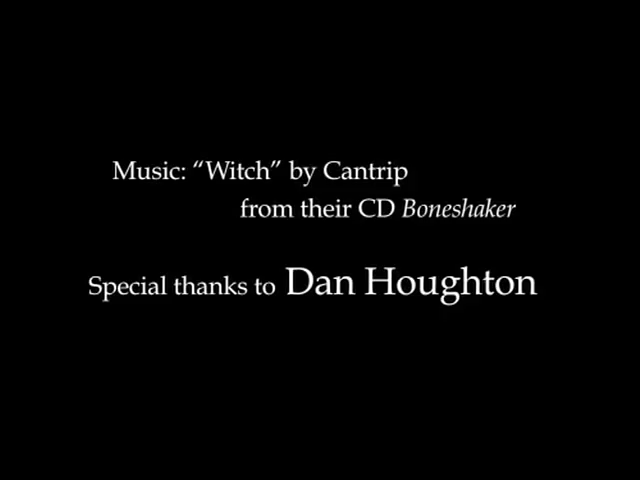 Music: “Witch” by Cantrip
from their CD Boneshaker
Special thanks to Dan Houghton